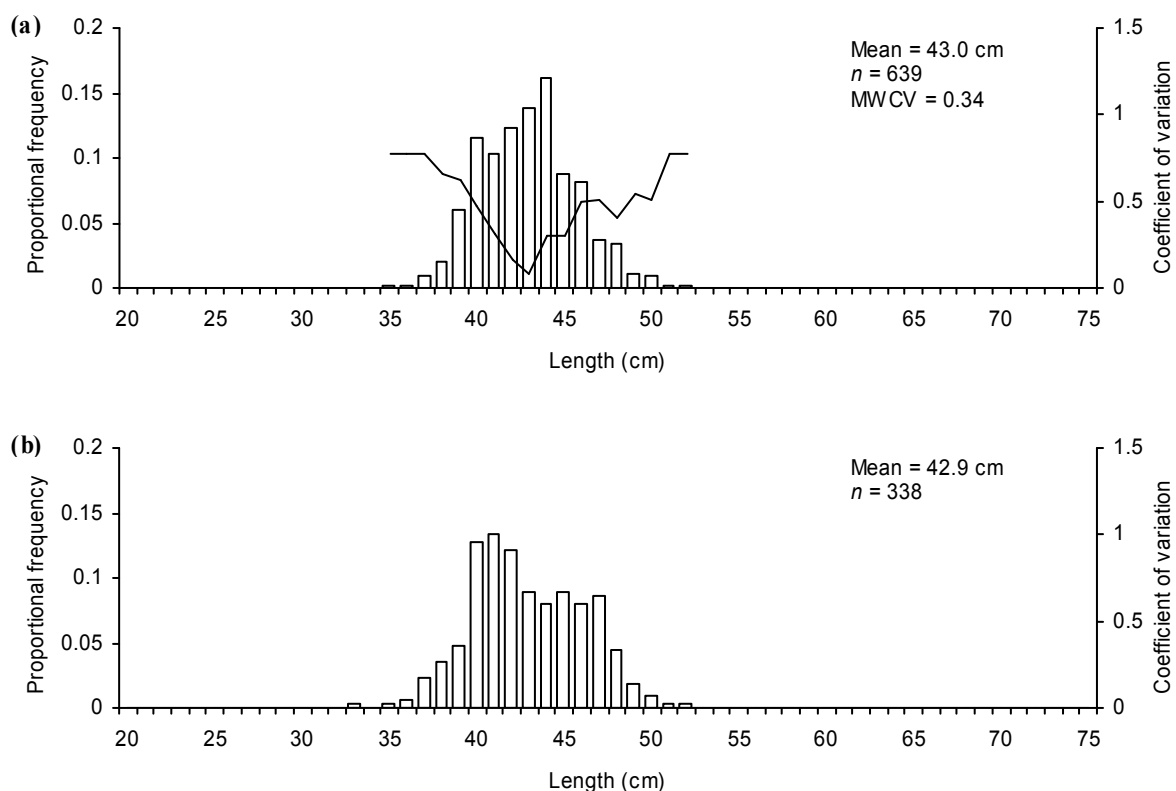 (a)
0.2
0.15
0.1
0.05
0
Proportional frequency
Mean = 43.0 cm
n = 639
MWCV = 0.34
1.5
1
0.5
0
Coefficient of variation
20 25 30 35 40 45 50 55 60 65 70 75
Length (cm)
(b)
0.2
0.15
0.1
0.05
0
Proportional frequency
Mean = 42.9 cm
n = 338
1.5
1
0.5
0
Coefficient of variation
20 25 30 35 40 45 50 55 60 65 70 75
Length (cm)